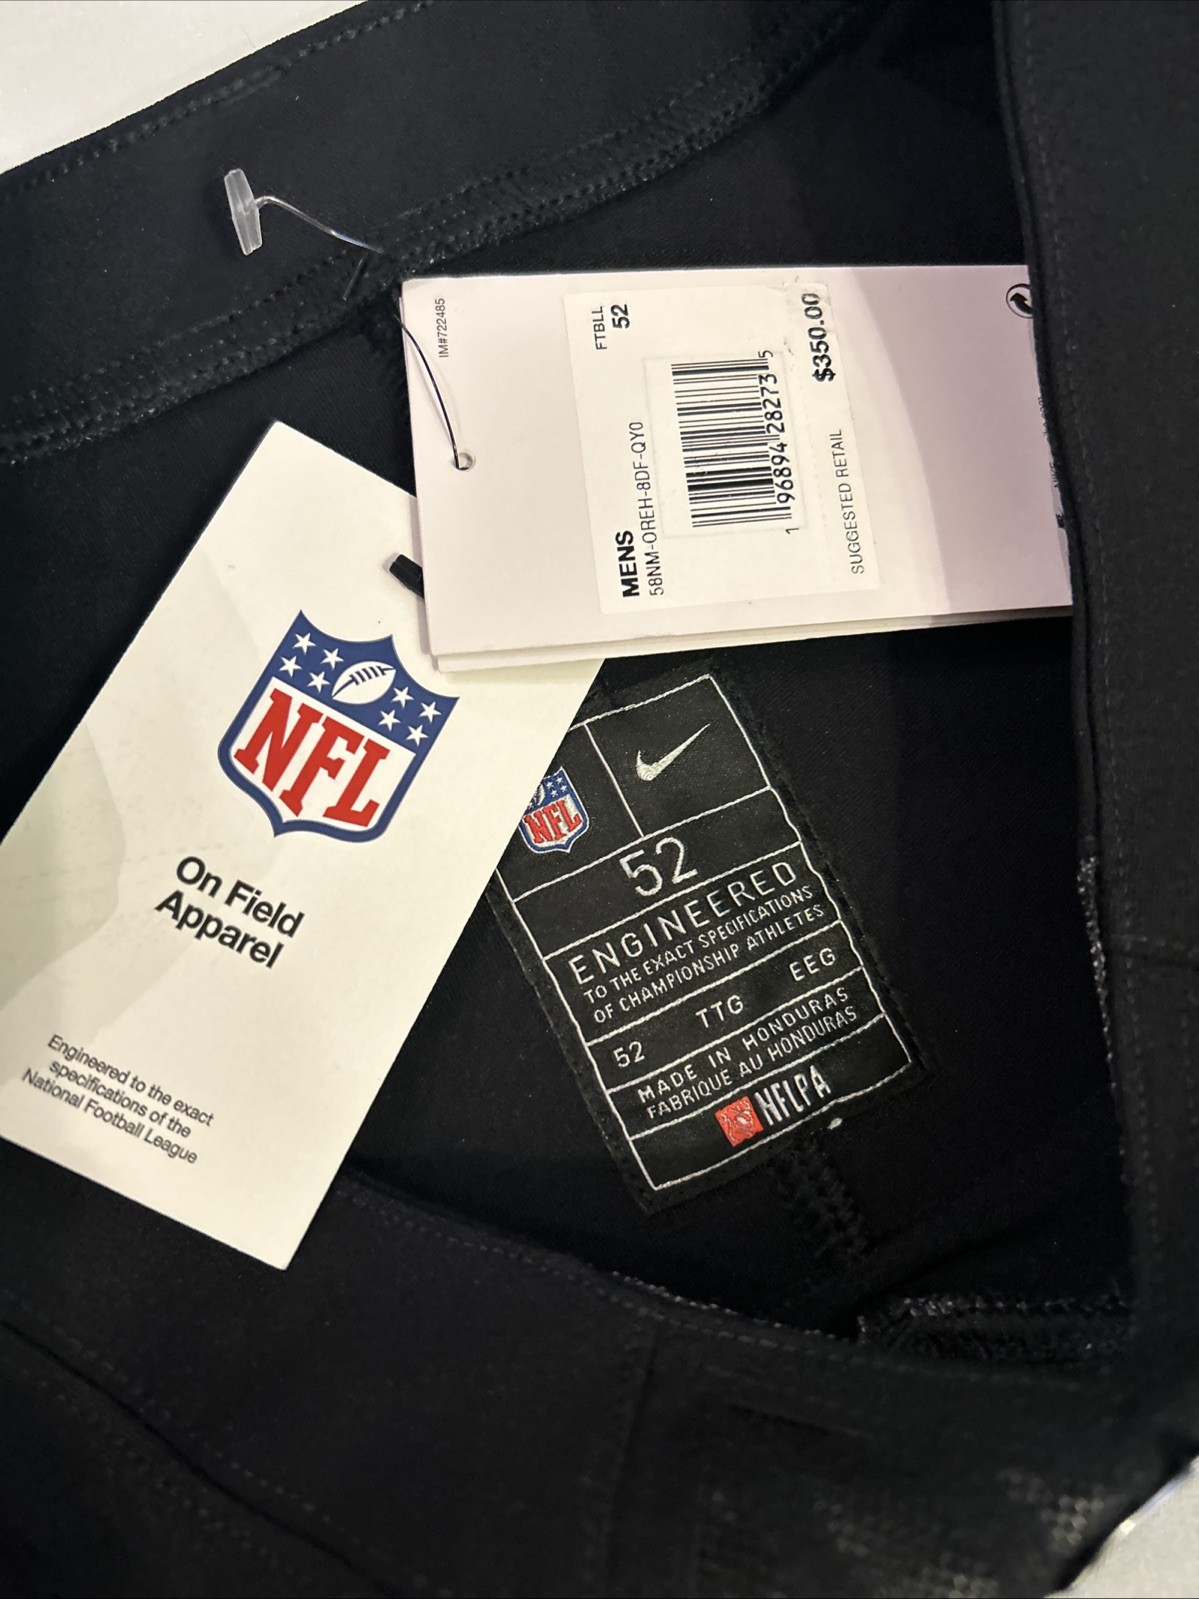 IM#722485
FTBLL
52
MENS
58NM-OREH-8DF-QY0
1 96894 28273 5
$350.00
SUGGESTED RETAIL
NFL
On Field
Apparel
Engineered to the exact
specifications of the
National Football League
NFL
52
ENGINEERED
TO THE EXACT SPECIFICATIONS
OF CHAMPIONSHIP ATHLETES
52 TTG EEG
MADE IN HONDURAS
FABRIQUE AU HONDURAS
NFLPA